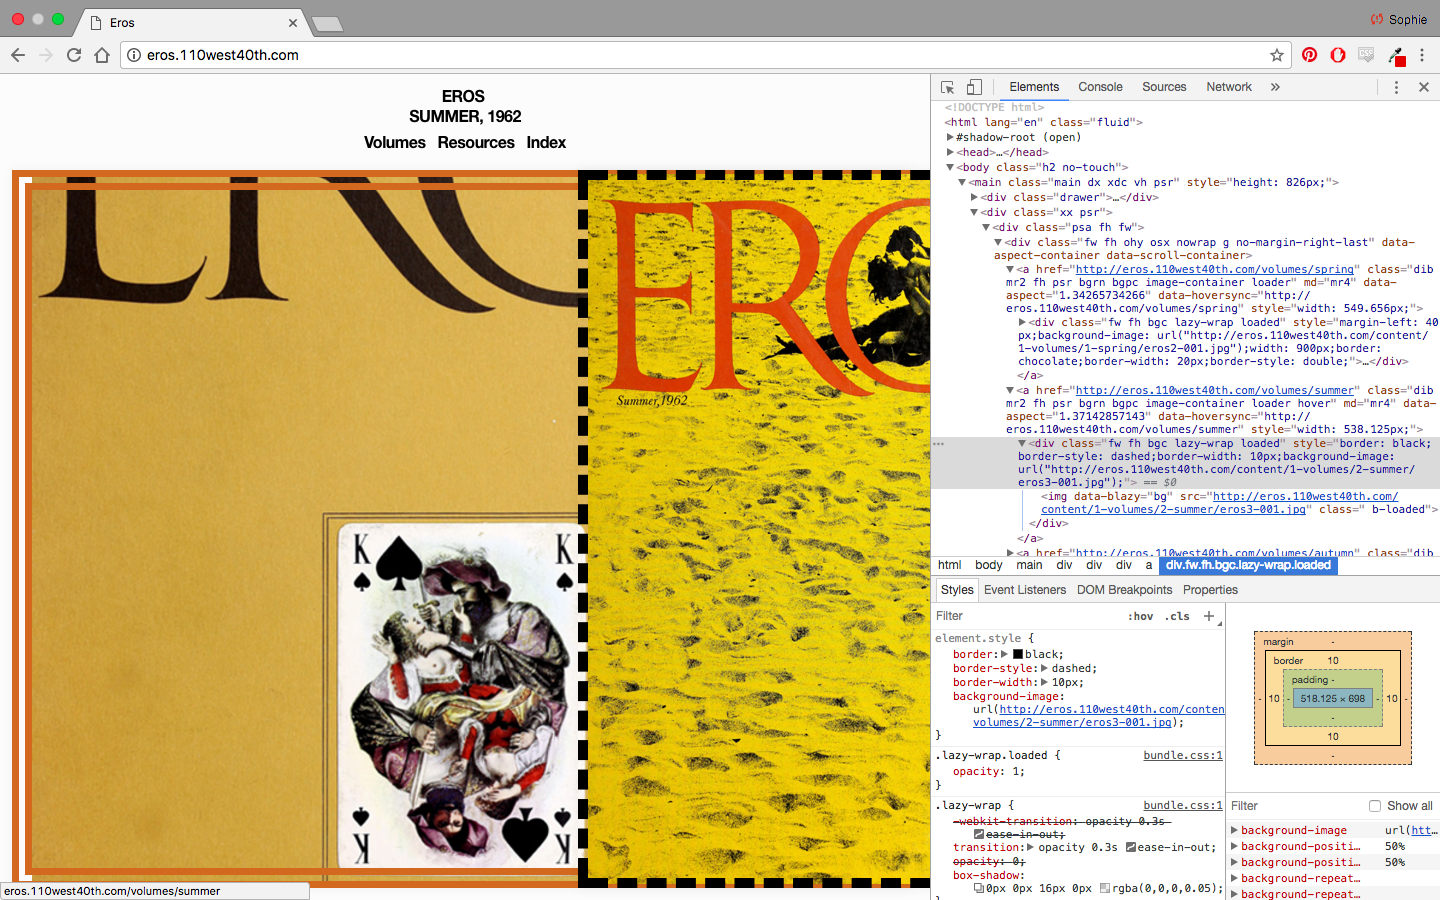 Eros
Sophie
eros.110west40th.com
EROS
SUMMER, 1962
Volumes Resources Index
ERO
Summer, 1962
K K
K K
eros.110west40th.com/volumes/summer
Elements Console Sources Network »
<!DOCTYPE html>
<html lang="en" class="fluid">
▶#shadow-root (open)
▶<head>…</head>
▼<body class="h2 no-touch">
▼<main class="main dx xdc vh psr" style="height: 826px;">
▶<div class="drawer">…</div>
▼<div class="xx psr">
▼<div class="psa fh fw">
▼<div class="fw fh ohy osx nowrap g no-margin-right-last" data-
aspect-container data-scroll-container>
▼<a href="http://eros.110west40th.com/volumes/spring" class="dib
mr2 fh psr bgrn bgpc image-container loader" md="mr4" data-
aspect="1.34265734266" data-hoversync="http://
eros.110west40th.com/volumes/spring" style="width: 549.656px;">
▶<div class="fw fh bgc lazy-wrap loaded" style="margin-left: 40
px;background-image: url("http://eros.110west40th.com/content/
1-volumes/1-spring/eros2-001.jpg");width: 900px;border:
chocolate;border-width: 20px;border-style: double;">…</div>
</a>
▼<a href="http://eros.110west40th.com/volumes/summer" class="dib
mr2 fh psr bgrn bgpc image-container loader hover" md="mr4" data-
aspect="1.37142857143" data-hoversync="http://
eros.110west40th.com/volumes/summer" style="width: 538.125px;">
▼<div class="fw fh bgc lazy-wrap loaded" style="border: black;
border-style: dashed;border-width: 10px;background-image:
url("http://eros.110west40th.com/content/1-volumes/2-summer/
eros3-001.jpg");"> == $0
<img data-blazy="bg" src="http://eros.110west40th.com/
content/1-volumes/2-summer/eros3-001.jpg" class=" b-loaded">
</div>
</a>
▶<a href="http://eros.110west40th.com/volumes/autumn" class="dib
html body main div div div a div.fw.fh.bgc.lazy-wrap.loaded
Styles Event Listeners DOM Breakpoints Properties
Filter :hov .cls +
element.style {
border:▶ black;
border-style:▶ dashed;
border-width:▶ 10px;
background-image:
url(http://eros.110west40th.com/conten
volumes/2-summer/eros3-001.jpg);
}
.lazy-wrap.loaded { bundle.css:1
opacity: 1;
}
.lazy-wrap { bundle.css:1
-webkit-transition: opacity 0.3s
ease-in-out;
transition:▶ opacity 0.3s ease-in-out;
opacity: 0;
box-shadow:
0px 0px 16px 0px rgba(0,0,0,0.05);
margin -
border 10
padding -
- 10 - 518.125 × 698 - 10 -
-
10
-
Filter Show all
▶ background-image url(htt…
▶ background-positi… 50%
▶ background-positi… 50%
▶ background-repeat…
▶ background-repeat…